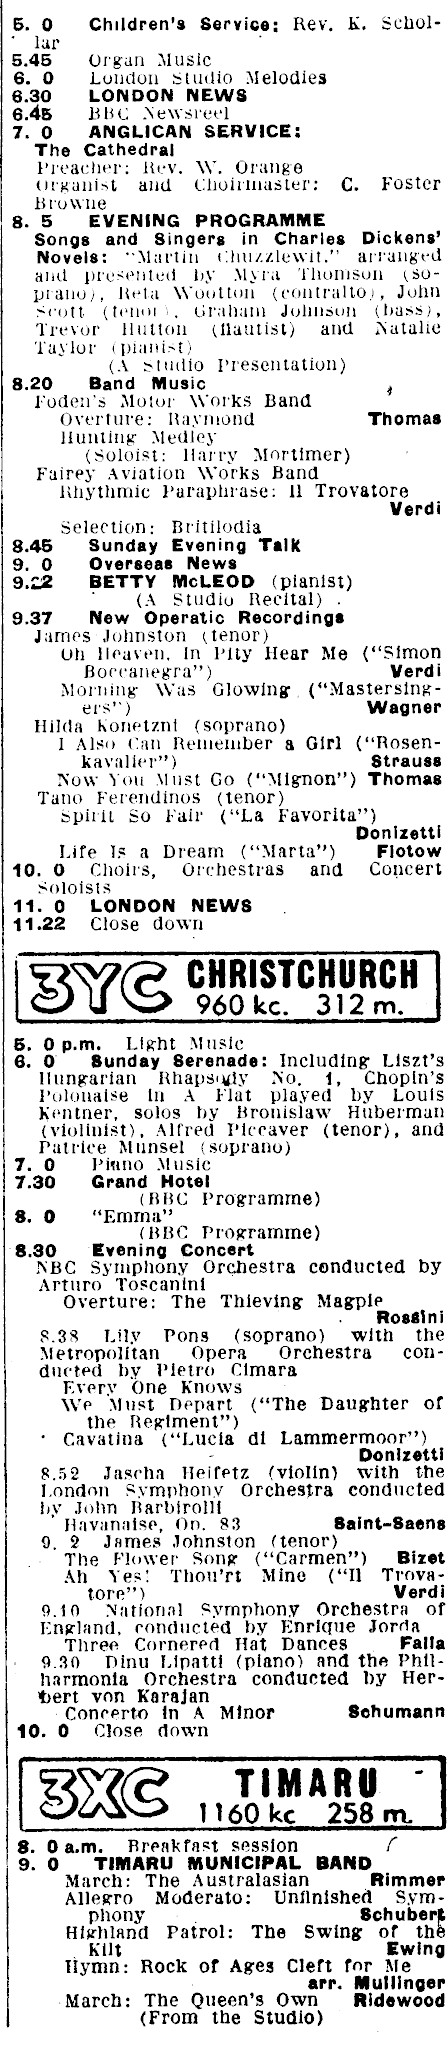 5. 0 Children's Service: Rev. K. Schol-
lar
5.45 Organ Music
6. 0 London Studio Melodies
6.30 LONDON NEWS
6.45 BBC Newsreel
7. 0 ANGLICAN SERVICE:
The Cathedral
Preacher: Rev. W. Orange
Organist and Choirmaster: C. Foster
Browne
8. 5 EVENING PROGRAMME
Songs and Singers in Charles Dickens'
Novels: "Martin Chuzzlewit," arranged
and presented by Myra Thomson (so-
prano), Reta Wootton (contralto), John
Scott (tenor), Graham Johnson (bass),
Trevor Hutton (flautist) and Natalie
Taylor (pianist)
(A Studio Presentation)
8.20 Band Music
Foden's Motor Works Band
Overture: Raymond Thomas
Hunting Medley
(Soloist: Harry Mortimer)
Fairey Aviation Works Band
Rhythmic Paraphrase: Il Trovatore
Verdi
Selection: Britilodia
8.45 Sunday Evening Talk
9. 0 Overseas News
9.22 BETTY McLEOD (pianist)
(A Studio Recital)
9.37 New Operatic Recordings
James Johnston (tenor)
Oh Heaven, in Pity Hear Me ("Simon
Boccanegra") Verdi
Morning Was Glowing ("Mastersing-
ers") Wagner
Hilda Konetzni (soprano)
I Also Can Remember a Girl ("Rosen-
kavalier") Strauss
Now You Must Go ("Mignon") Thomas
Tano Ferendinos (tenor)
Spirit So Fair ("La Favorita")
Donizetti
Life Is a Dream ("Marta") Flotow
10. 0 Choirs, Orchestras and Concert
Soloists
11. 0 LONDON NEWS
11.22 Close down
3YC CHRISTCHURCH
960 kc. 312 m.
5. 0 p.m. Light Music
6. 0 Sunday Serenade: Including Liszt's
Hungarian Rhapsody No. 1, Chopin's
Polonaise in A Flat played by Louis
Kentner, solos by Bronislaw Huberman
(violinist), Alfred Piccaver (tenor), and
Patrice Munsel (soprano)
7. 0 Piano Music
7.30 Grand Hotel
(BBC Programme)
8. 0 "Emma"
(BBC Programme)
8.30 Evening Concert
NBC Symphony Orchestra conducted by
Arturo Toscanini
Overture: The Thieving Magpie
Rossini
8.38 Lily Pons (soprano) with the
Metropolitan Opera Orchestra con-
ducted by Pietro Cimara
Every One Knows
We Must Depart ("The Daughter of
the Regiment")
Cavatina ("Lucia di Lammermoor")
Donizetti
8.52 Jascha Heifetz (violin) with the
London Symphony Orchestra conducted
by John Barbirolli
Havanaise, Op. 83 Saint-Saens
9. 2 James Johnston (tenor)
The Flower Song ("Carmen") Bizet
Ah Yes! Thou'rt Mine ("Il Trova-
tore") Verdi
9.10 National Symphony Orchestra of
England, conducted by Enrique Jorda
Three Cornered Hat Dances Falla
9.30 Dinu Lipatti (piano) and the Phil-
harmonia Orchestra conducted by Her-
bert von Karajan
Concerto in A Minor Schumann
10. 0 Close down
3XC TIMARU
1160 kc 258 m.
8. 0 a.m. Breakfast session
9. 0 TIMARU MUNICIPAL BAND
March: The Australasian Rimmer
Allegro Moderato: Unfinished Sym-
phony Schubert
Highland Patrol: The Swing of the
Kilt Ewing
Hymn: Rock of Ages Cleft for Me
arr. Mullinger
March: The Queen's Own Ridewood
(From the Studio)